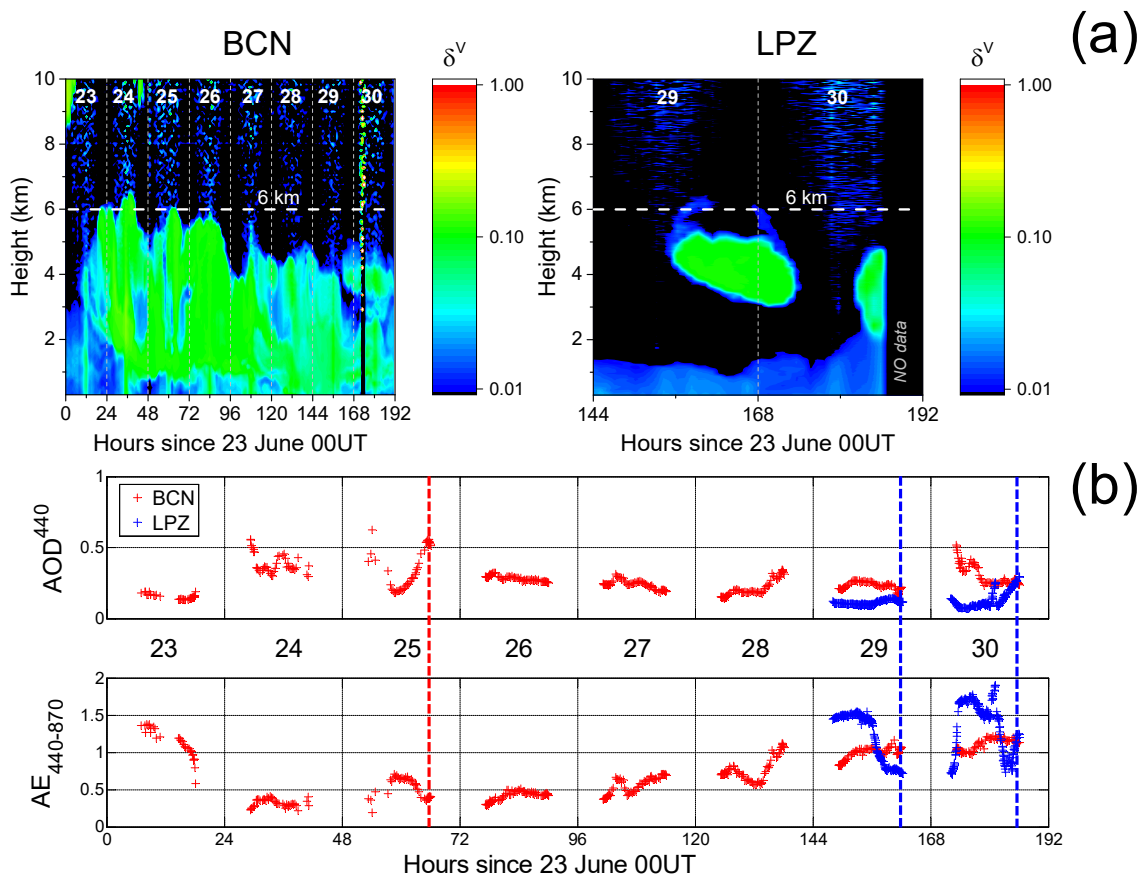 BCN
δV
LPZ
δV
(a)
10
8
6
4
2
Height (km)
23 24 25 26 27 28 29 30
6 km
0 24 48 72 96 120 144 168 192
Hours since 23 June 00UT
1.00
0.10
0.01
10
8
6
4
2
Height (km)
29 30
6 km
NO data
144 168 192
Hours since 23 June 00UT
1.00
0.10
0.01
(b)
1
0.5
0
AOD440
BCN
LPZ
23 24 25 26 27 28 29 30
2
1.5
1
0.5
0
AE440-870
0 24 48 72 96 120 144 168 192
Hours since 23 June 00UT